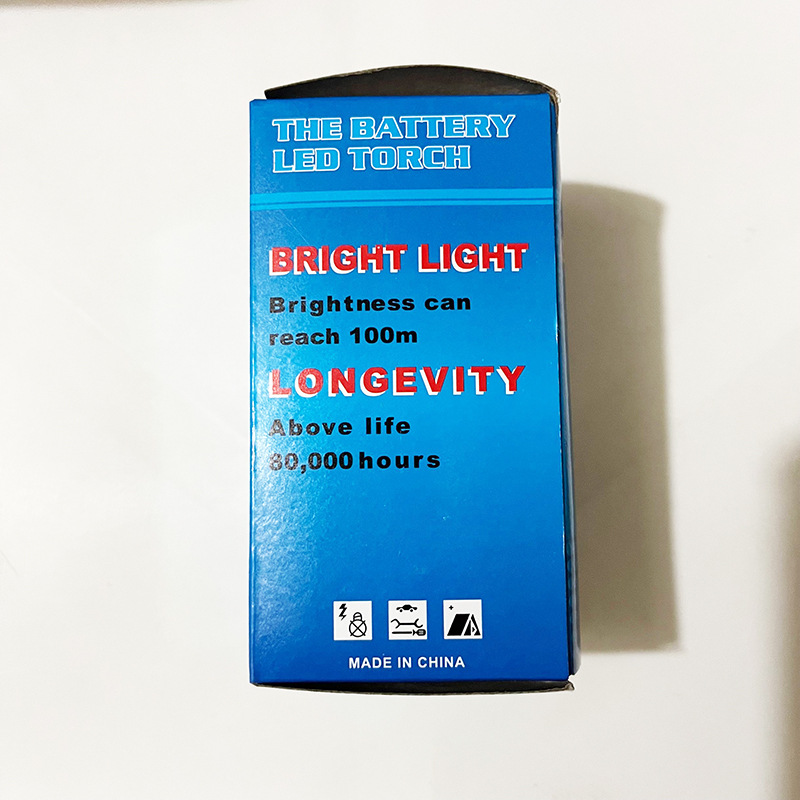 THE BATTERY
LED TORCH
BRIGHT LIGHT
Brightness can
reach 100m
LONGEVITY
Above life
80,000 hours
MADE IN CHINA